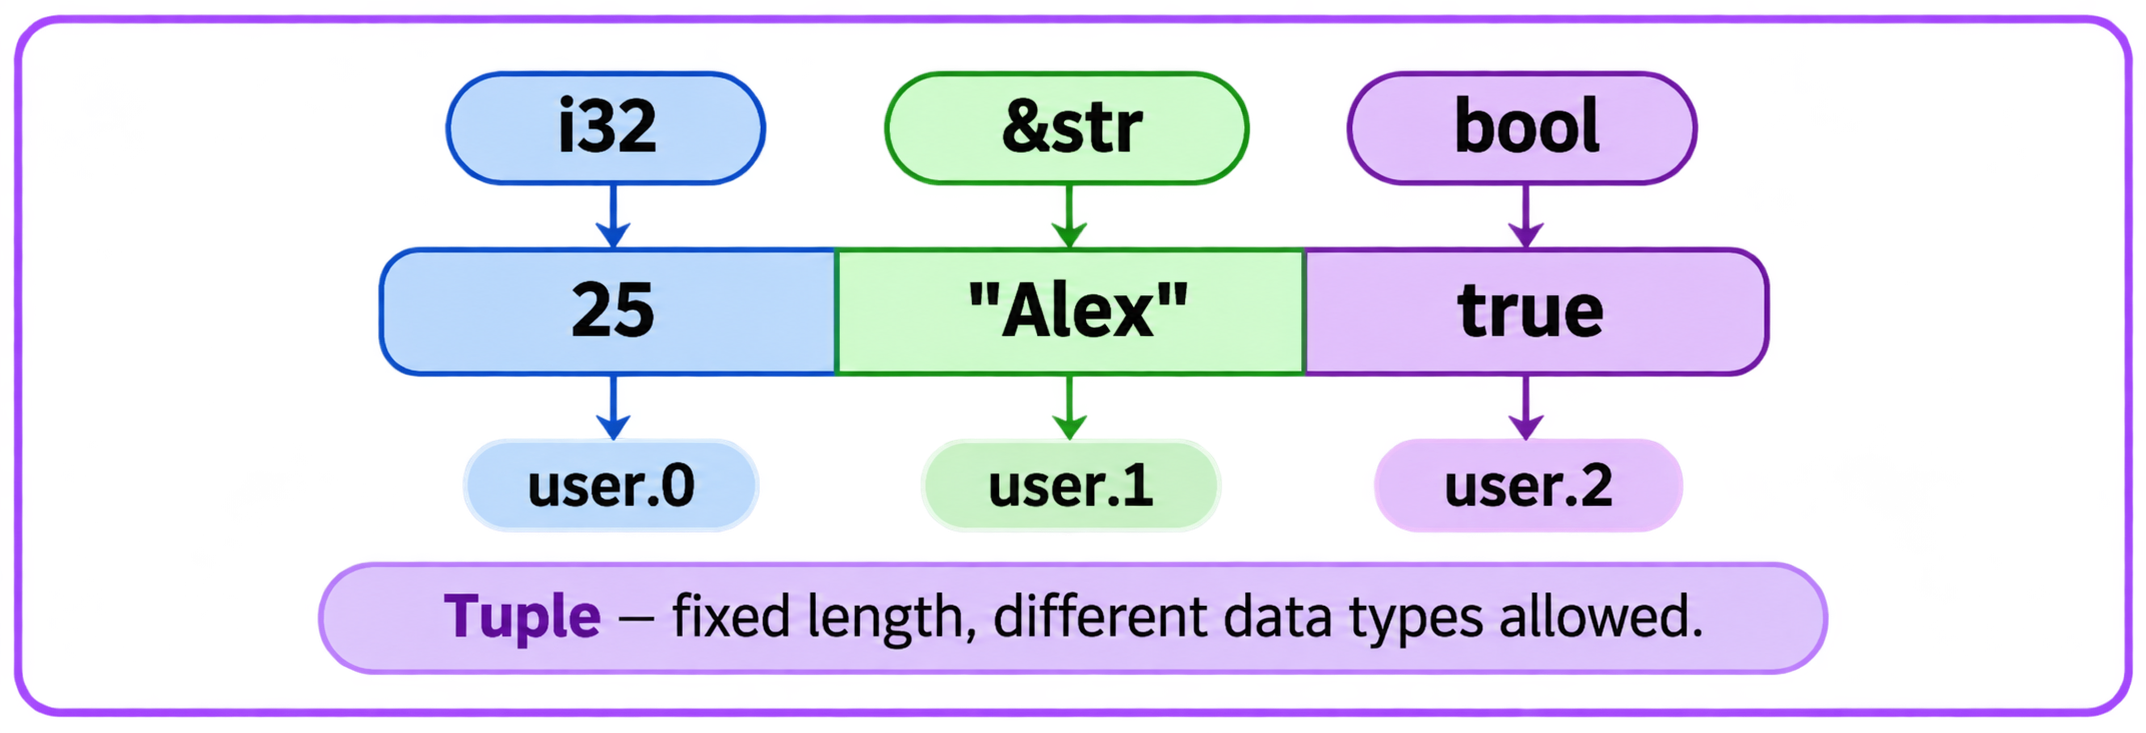 i32 &str bool
25 "Alex" true
user.0 user.1 user.2
Tuple – fixed length, different data types allowed.